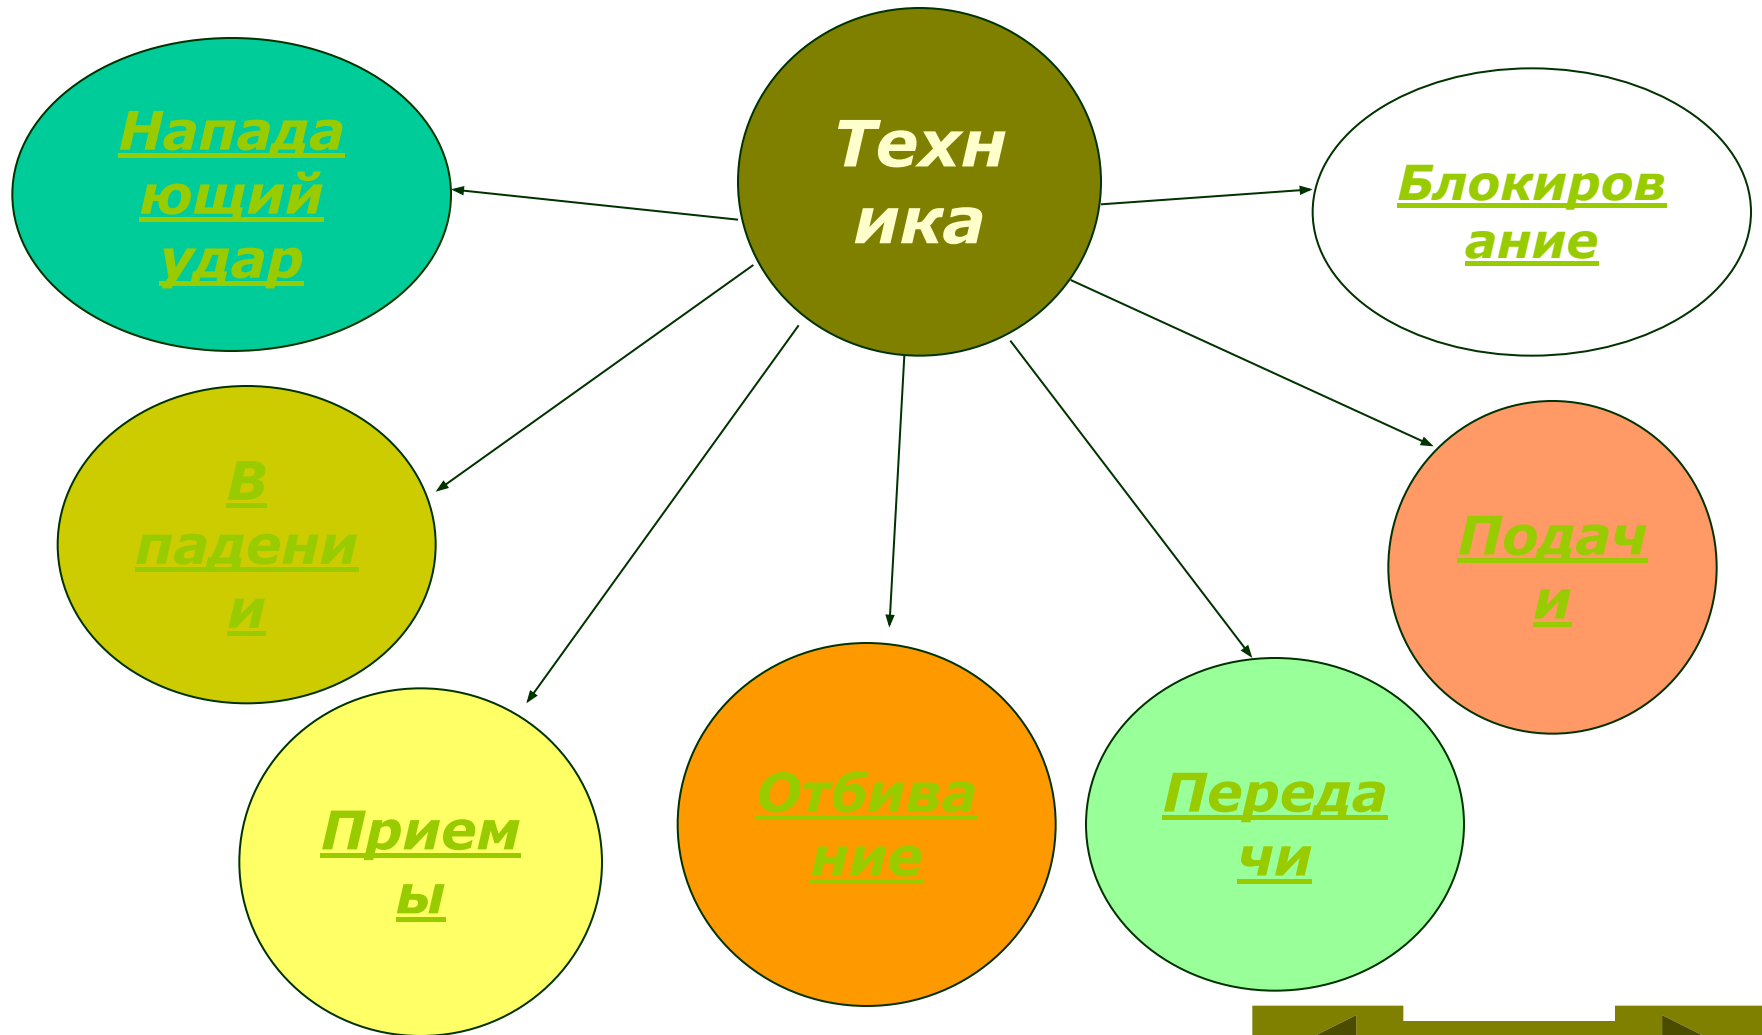 Техн
ика
Напада
ющий
удар
Блокиров
ание
В
падени
и
Подач
и
Прием
ы
Отбива
ние
Переда
чи